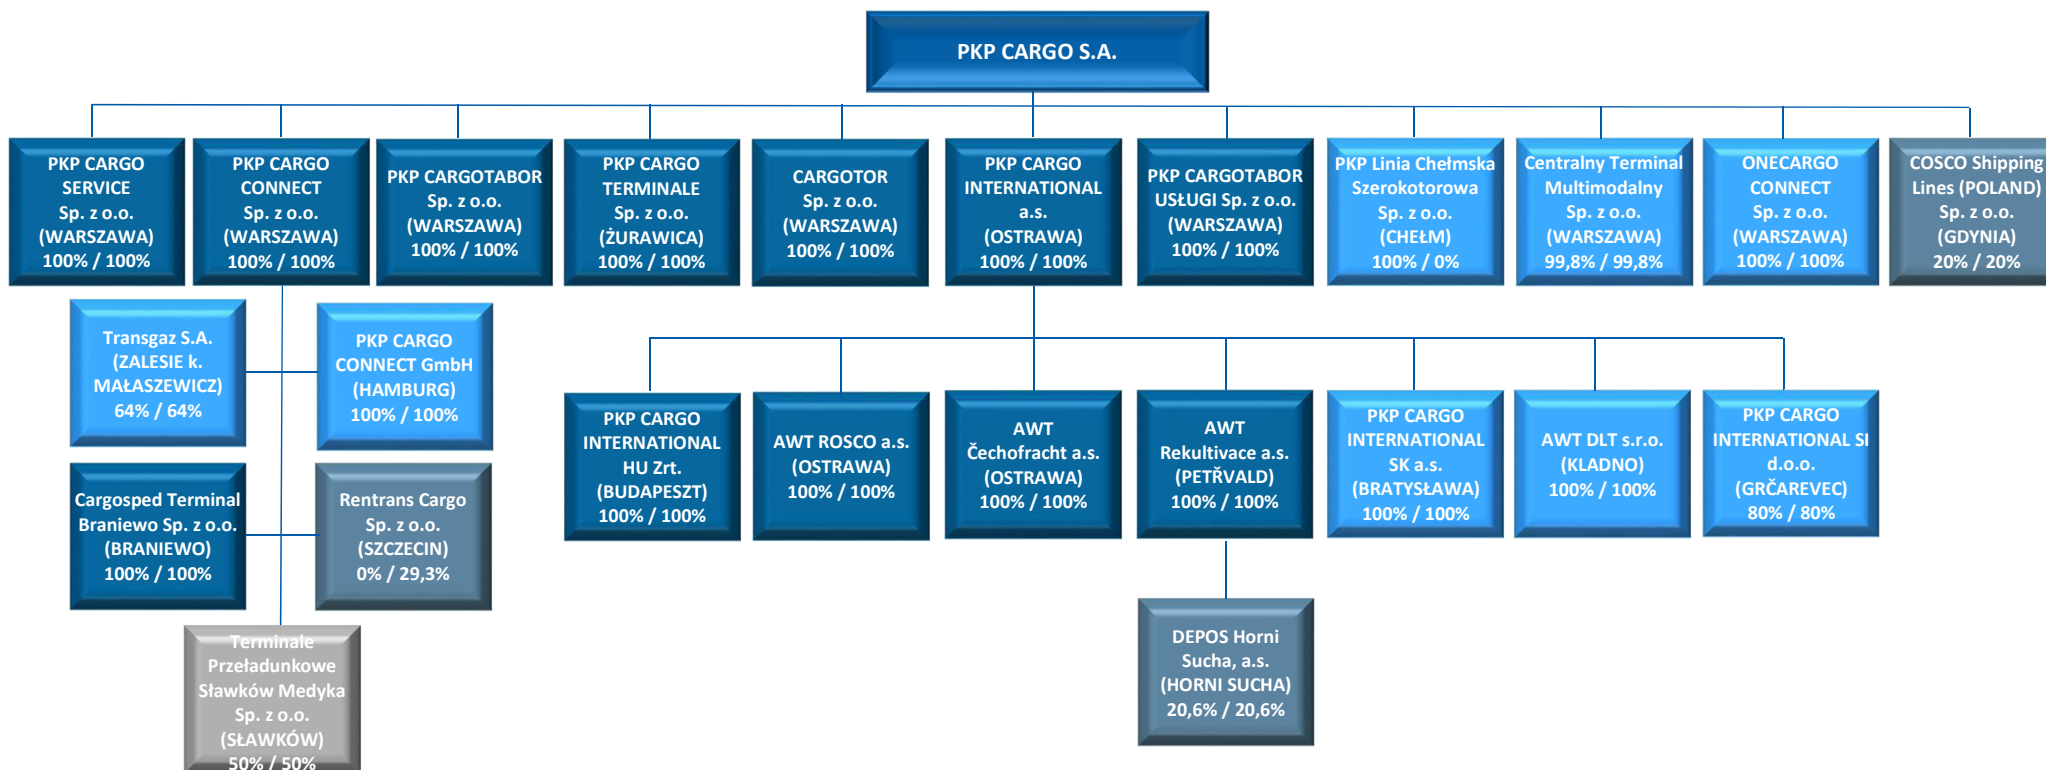 PKP CARGO S.A.
PKP CARGO
SERVICE
Sp. z o.o.
(WARSZAWA)
100% / 100%
PKP CARGO
CONNECT
Sp. z o.o.
(WARSZAWA)
100% / 100%
PKP CARGOTABOR
Sp. z o.o.
(WARSZAWA)
100% / 100%
PKP CARGO
TERMINALE
Sp. z o.o.
(ŻURAWICA)
100% / 100%
CARGOTOR
Sp. z o.o.
(WARSZAWA)
100% / 100%
PKP CARGO
INTERNATIONAL
a.s.
(OSTRAWA)
100% / 100%
PKP CARGOTABOR
USŁUGI Sp. z o.o.
(WARSZAWA)
100% / 100%
PKP Linia Chełmska
Szerokotorowa
Sp. z o.o.
(CHEŁM)
100% / 0%
Centralny Terminal
Multimodalny
Sp. z o.o.
(WARSZAWA)
99,8% / 99,8%
ONECARGO
CONNECT
Sp. z o.o.
(WARSZAWA)
100% / 100%
COSCO Shipping
Lines (POLAND)
Sp. z o.o.
(GDYNIA)
20% / 20%
Transgaz S.A.
(ZALESIE k.
MAŁASZEWICZ)
64% / 64%
PKP CARGO
CONNECT GmbH
(HAMBURG)
100% / 100%
Cargosped Terminal
Braniewo Sp. z o.o.
(BRANIEWO)
100% / 100%
Rentrans Cargo
Sp. z o.o.
(SZCZECIN)
0% / 29,3%
Terminale
Przeładunkowe
Sławków Medyka
Sp. z o.o.
(SŁAWKÓW)
50% / 50%
PKP CARGO
INTERNATIONAL
HU Zrt.
(BUDAPESZT)
100% / 100%
AWT ROSCO a.s.
(OSTRAWA)
100% / 100%
AWT
Čechofracht a.s.
(OSTRAWA)
100% / 100%
AWT
Rekultivace a.s.
(PETŘVALD)
100% / 100%
PKP CARGO
INTERNATIONAL
SK a.s.
(BRATYSŁAWA)
100% / 100%
AWT DLT s.r.o.
(KLADNO)
100% / 100%
PKP CARGO
INTERNATIONAL SI
d.o.o.
(GRČAREVEC)
80% / 80%
DEPOS Horni
Sucha, a.s.
(HORNI SUCHA)
20,6% / 20,6%